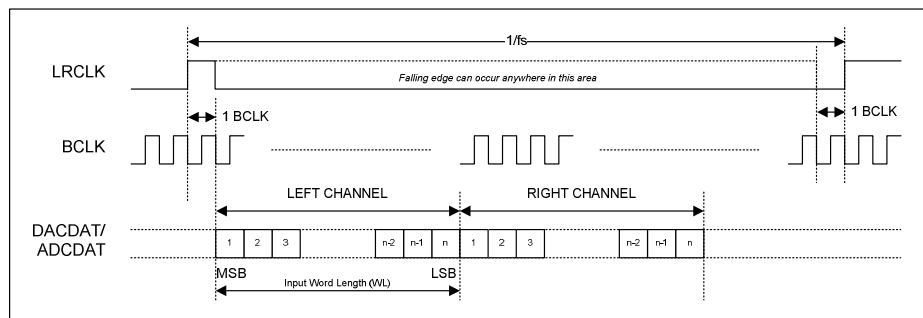 1/fs
LRCLK
Falling edge can occur anywhere in this area
1 BCLK
1 BCLK
BCLK
LEFT CHANNEL
RIGHT CHANNEL
DACDAT/
ADCDAT
1 2 3 n-2 n-1 n 1 2 3 n-2 n-1 n
MSB LSB
Input Word Length (WL)